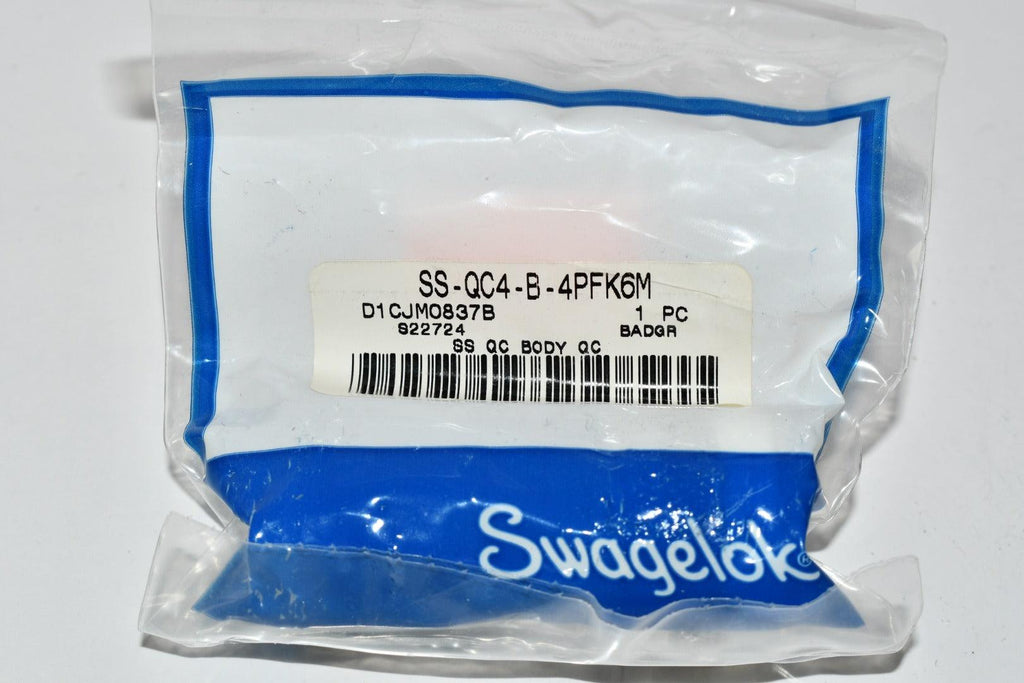 SS-QC4-B-4PFK6M
D1CJM0837B 1 PC
S22724 BADGR
SS QC BODY QC
Swagelok®